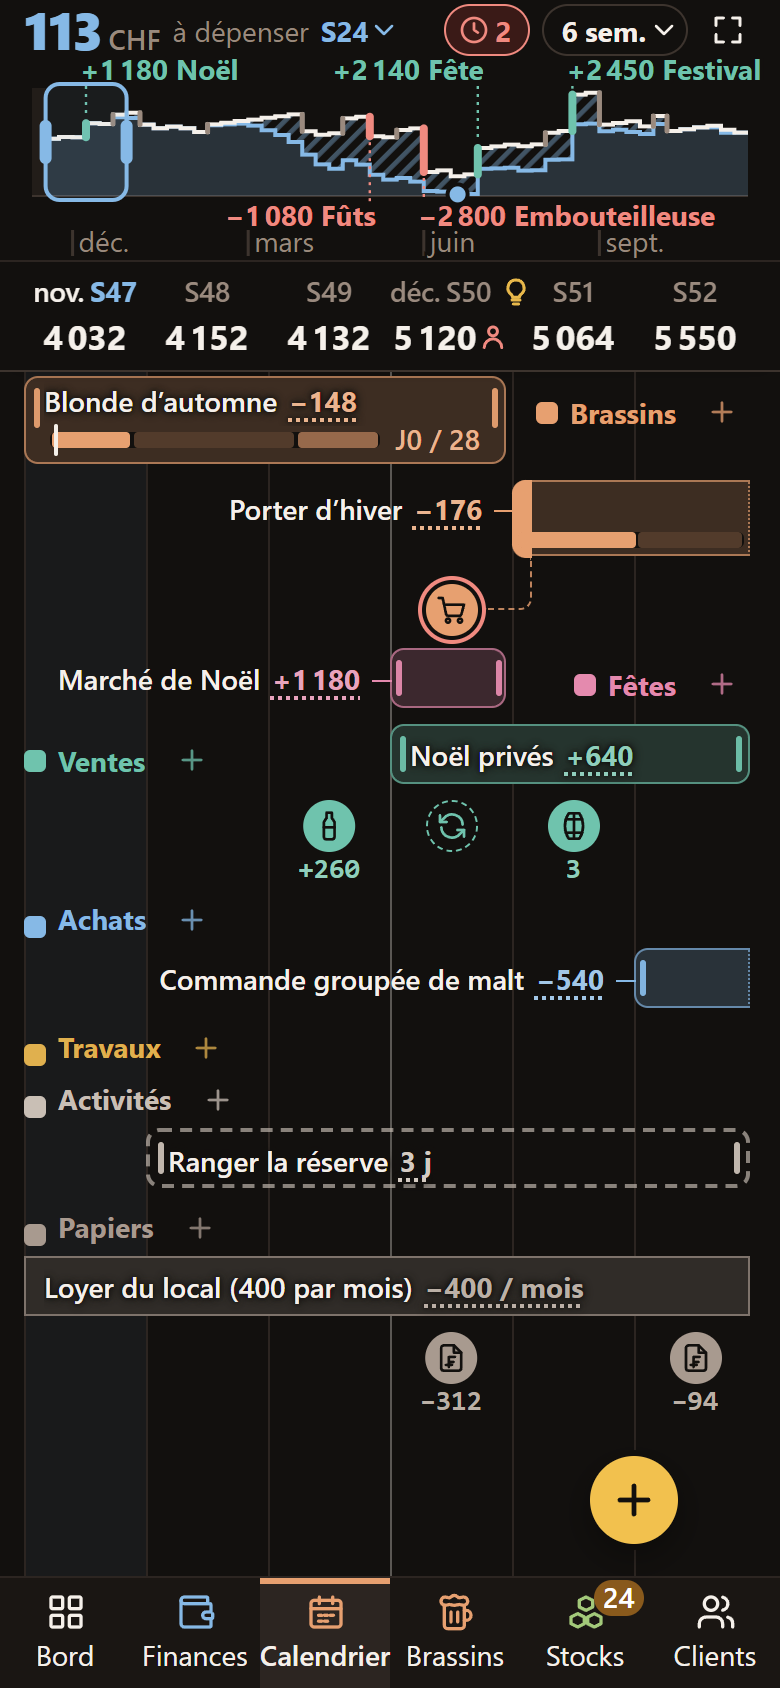 113 CHF à dépenser S24 2 6 sem.
+1 180 Noël +2 140 Fête +2 450 Festival
−1 080 Fûts −2 800 Embouteilleuse
déc. mars juin sept.
nov. S47 S48 S49 déc. S50 S51 S52
4 032 4 152 4 132 5 120 5 064 5 550
Blonde d’automne −148
J0 / 28
Brassins +
Porter d’hiver −176
Marché de Noël +1 180
Fêtes +
Ventes +
Noël privés +640
+260 3
Achats +
Commande groupée de malt −540
Travaux +
Activités +
Ranger la réserve 3 j
Papiers +
Loyer du local (400 par mois) −400 / mois
−312 −94
+
24
Bord Finances Calendrier Brassins Stocks Clients